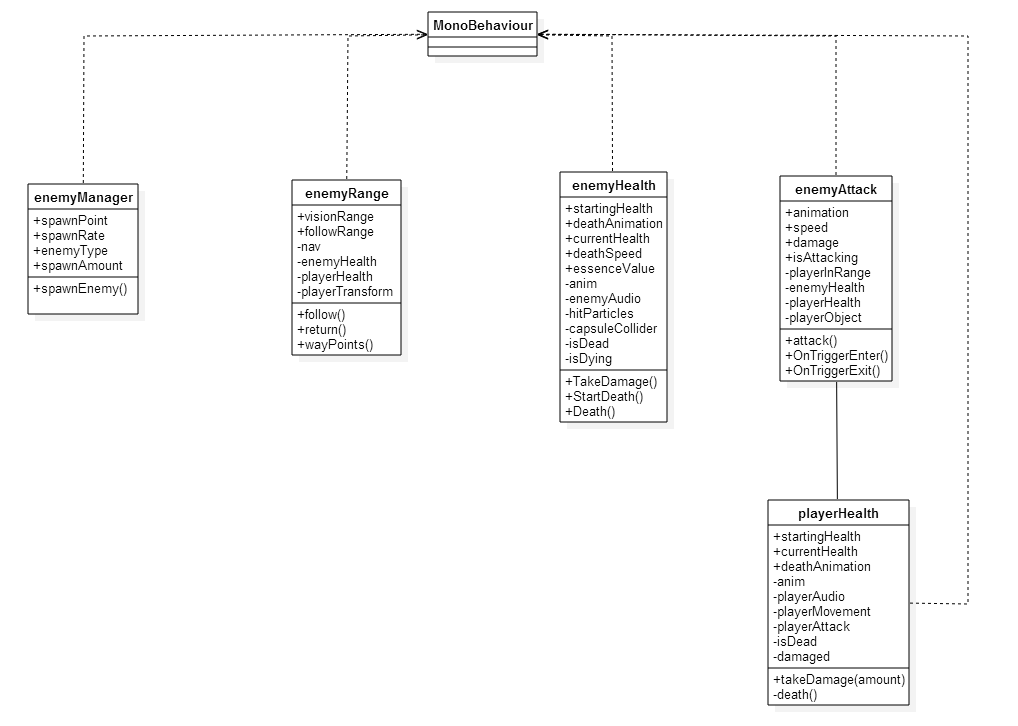 MonoBehaviour
enemyManager
+spawnPoint
+spawnRate
+enemyType
+spawnAmount
+spawnEnemy()
enemyRange
+visionRange
+followRange
-nav
-enemyHealth
-playerHealth
-playerTransform
+follow()
+return()
+wayPoints()
enemyHealth
+startingHealth
+deathAnimation
+currentHealth
+deathSpeed
+essenceValue
-anim
-enemyAudio
-hitParticles
-capsuleCollider
-isDead
-isDying
+TakeDamage()
+StartDeath()
+Death()
enemyAttack
+animation
+speed
+damage
+isAttacking
-playerInRange
-enemyHealth
-playerHealth
-playerObject
+attack()
+OnTriggerEnter()
+OnTriggerExit()
playerHealth
+startingHealth
+currentHealth
+deathAnimation
-anim
-playerAudio
-playerMovement
-playerAttack
-isDead
-damaged
+takeDamage(amount)
-death()